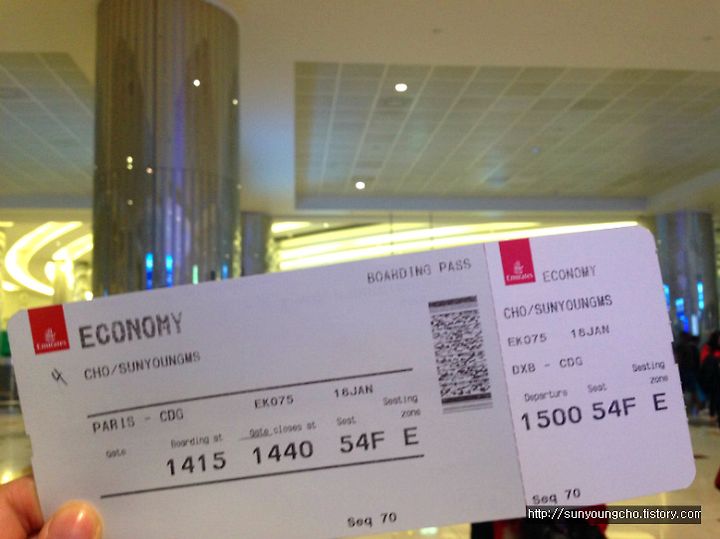 BOARDING PASS
Emirates
ECONOMY
CHO/SUNYOUNGMS
PARIS - CDG EK075 18JAN
Gate Boarding at Gate closes at Seat Seating zone
1415 1440 54F E
Seq 70
Emirates
ECONOMY
CHO/SUNYOUNGMS
EK075 18JAN
DXB - CDG
Departure Seat Seating zone
1500 54F E
Seq 70
http://sunyoungcho.tistory.com